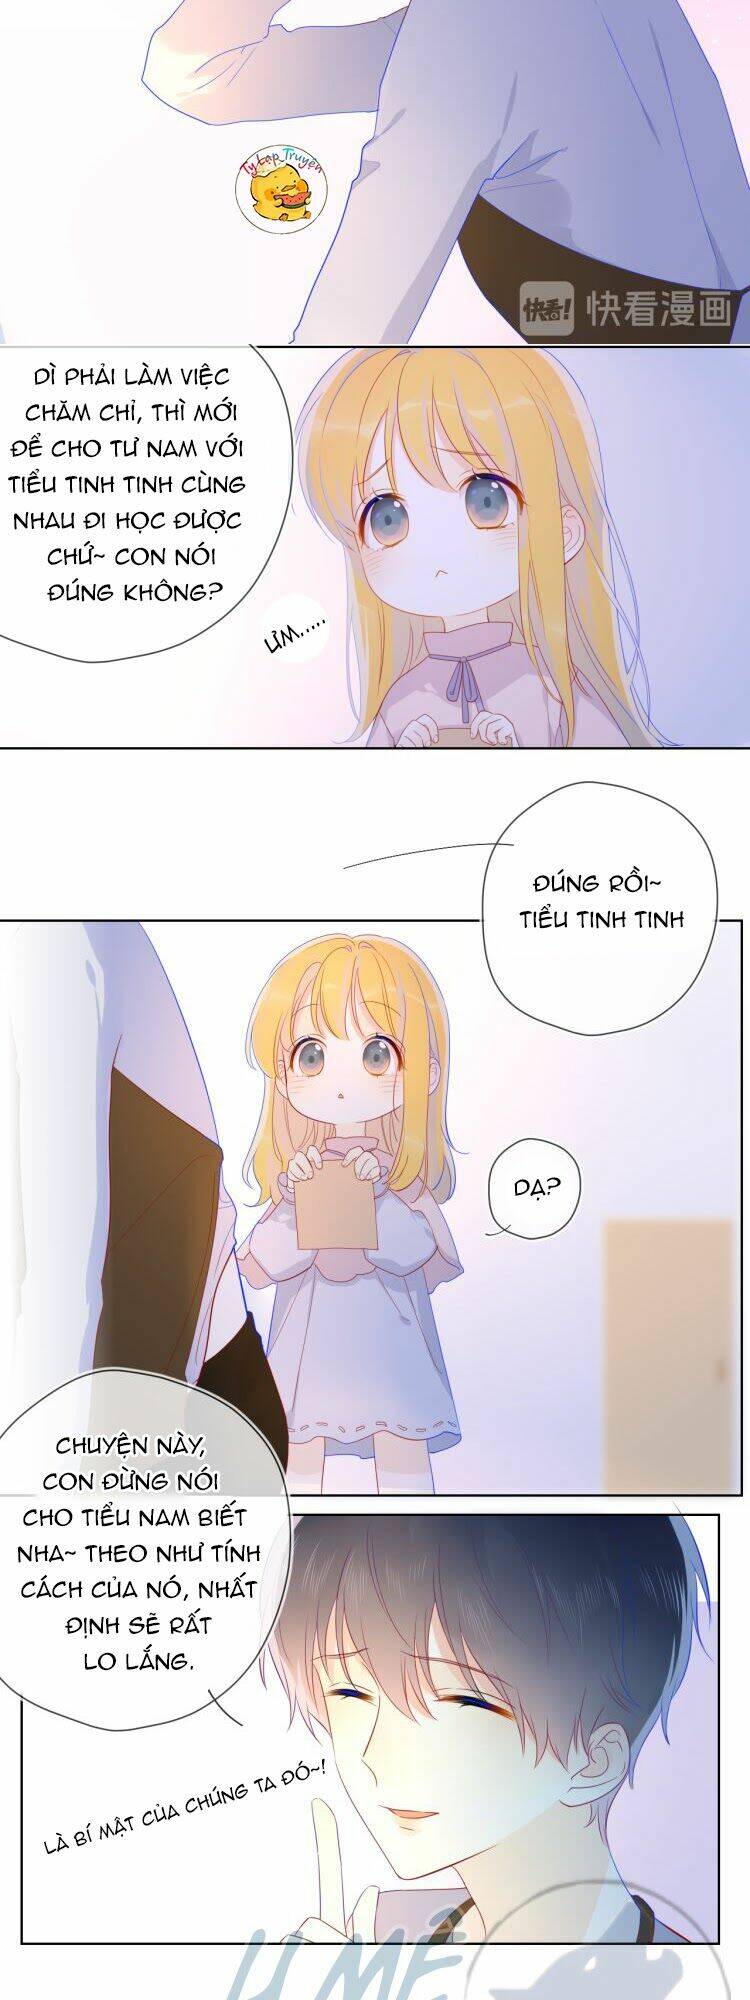 Tylap_Truyện
快看! 快看漫画
DÌ PHẢI LÀM VIỆC
CHĂM CHỈ, THÌ MỚI
ĐỂ CHO TƯ NAM VỚI
TIỂU TINH TINH CÙNG
NHAU ĐI HỌC ĐƯỢC
CHỨ~ CON NÓI
ĐÚNG KHÔNG?
ƯM.....
ĐÚNG RỒI~
TIỂU TINH TINH
DẠ?
CHUYỆN NÀY,
CON ĐỪNG NÓI
CHO TIỂU NAM BIẾT
NHA~ THEO NHƯ TÍNH
CÁCH CỦA NÓ, NHẤT
ĐỊNH SẼ RẤT
LO LẮNG.
LÀ BÍ MẬT CỦA CHÚNG TA ĐÓ~!